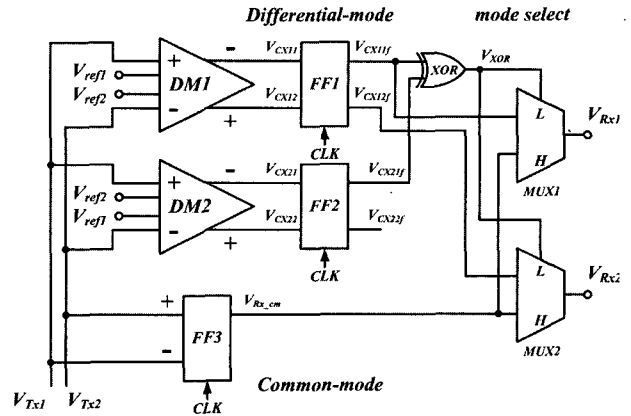 Differential-mode mode select
V_CX11 V_CX11f V_XOR
XOR
V_ref1 DM1 FF1
V_ref2 V_CX12 V_CX12f
+ - - +
L V_Rx1
CLK
H
MUX1
V_CX21 V_CX21f
V_ref2 DM2 FF2
V_ref1 V_CX22 V_CX22f
+ - - +
L V_Rx2
CLK
H
MUX2
V_Rx_cm
+ FF3
-
V_Tx1 V_Tx2 CLK Common-mode